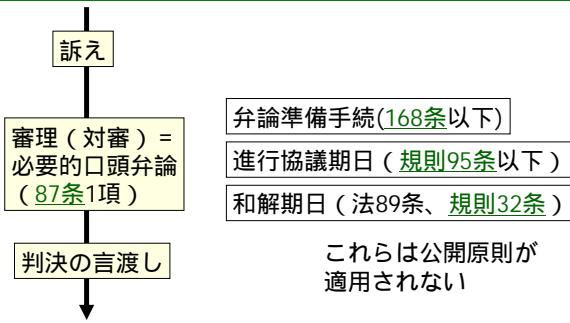 訴え
審理（対審）＝
必要的口頭弁論
（87条1項）
判決の言渡し
弁論準備手続(168条以下)
進行協議期日（規則95条以下）
和解期日（法89条、規則32条）
これらは公開原則が
適用されない